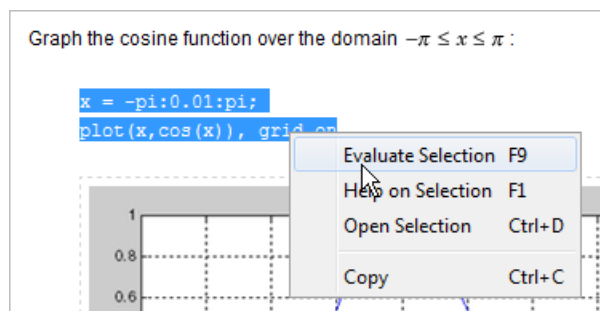 Graph the cosine function over the domain −π ≤ x ≤ π :
x = -pi:0.01:pi;
plot(x,cos(x)), grid on
Evaluate Selection F9
Help on Selection F1
Open Selection Ctrl+D
Copy Ctrl+C
1
0.8
0.6